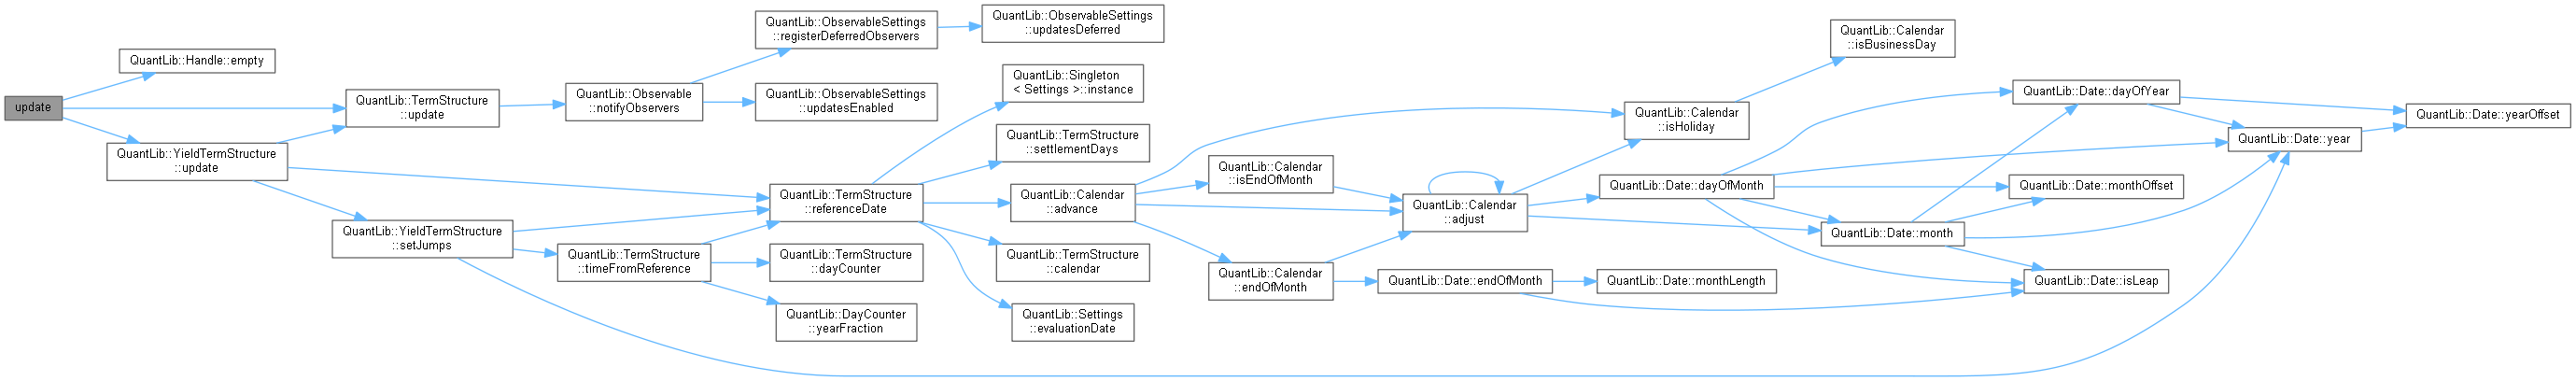 update
QuantLib::Handle::empty
QuantLib::YieldTermStructure
::update
QuantLib::TermStructure
::update
QuantLib::YieldTermStructure
::setJumps
QuantLib::Observable
::notifyObservers
QuantLib::TermStructure
::timeFromReference
QuantLib::ObservableSettings
::registerDeferredObservers
QuantLib::ObservableSettings
::updatesEnabled
QuantLib::TermStructure
::referenceDate
QuantLib::TermStructure
::dayCounter
QuantLib::DayCounter
::yearFraction
QuantLib::ObservableSettings
::updatesDeferred
QuantLib::Singleton
< Settings >::instance
QuantLib::TermStructure
::settlementDays
QuantLib::Calendar
::advance
QuantLib::TermStructure
::calendar
QuantLib::Settings
::evaluationDate
QuantLib::Calendar
::isEndOfMonth
QuantLib::Calendar
::endOfMonth
QuantLib::Calendar
::adjust
QuantLib::Date::endOfMonth
QuantLib::Calendar
::isHoliday
QuantLib::Date::dayOfMonth
QuantLib::Date::monthLength
QuantLib::Calendar
::isBusinessDay
QuantLib::Date::month
QuantLib::Date::dayOfYear
QuantLib::Date::monthOffset
QuantLib::Date::isLeap
QuantLib::Date::year
QuantLib::Date::yearOffset